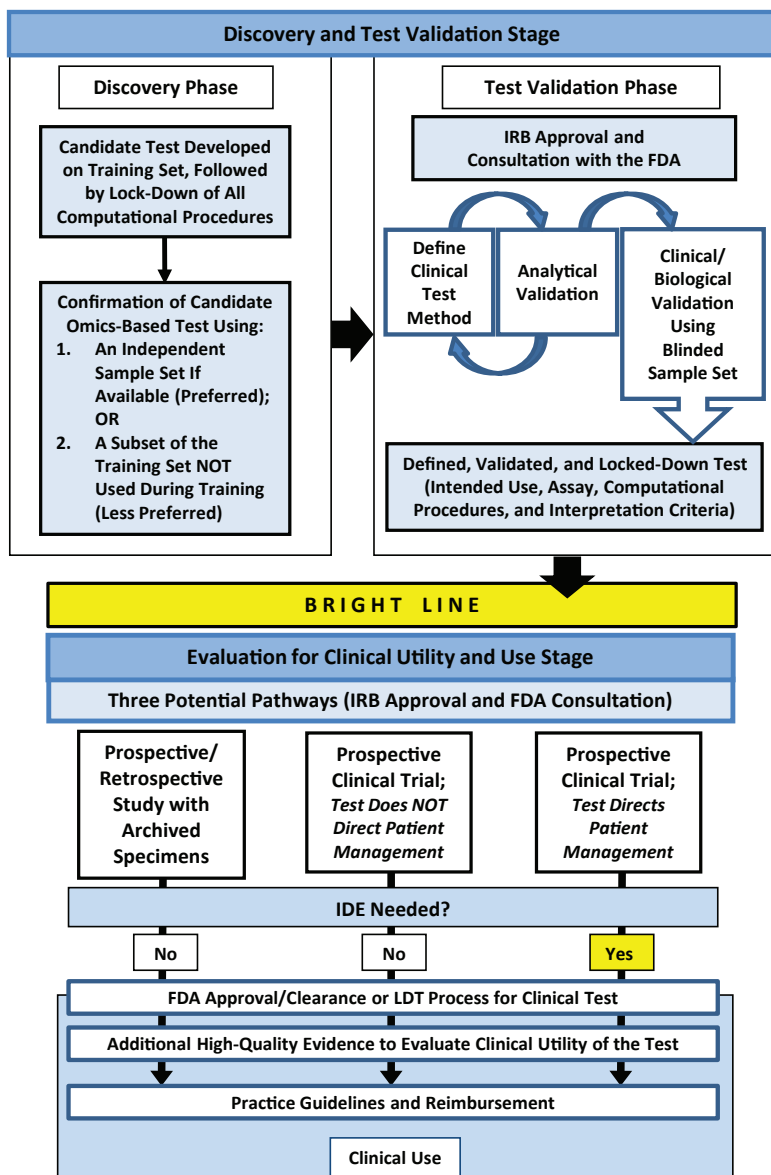 Discovery and Test Validation Stage
Discovery Phase
Candidate Test Developed
on Training Set, Followed
by Lock-Down of All
Computational Procedures
Confirmation of Candidate
Omics-Based Test Using:
1. An Independent
Sample Set If
Available (Preferred);
OR
2. A Subset of the
Training Set NOT
Used During Training
(Less Preferred)
Test Validation Phase
IRB Approval and
Consultation with the FDA
Define
Clinical
Test
Method
Analytical
Validation
Clinical/
Biological
Validation
Using
Blinded
Sample Set
Defined, Validated, and Locked-Down Test
(Intended Use, Assay, Computational
Procedures, and Interpretation Criteria)
BRIGHT LINE
Evaluation for Clinical Utility and Use Stage
Three Potential Pathways (IRB Approval and FDA Consultation)
Prospective/
Retrospective
Study with
Archived
Specimens
Prospective
Clinical Trial;
Test Does NOT
Direct Patient
Management
Prospective
Clinical Trial;
Test Directs
Patient
Management
IDE Needed?
No
No
Yes
FDA Approval/Clearance or LDT Process for Clinical Test
Additional High-Quality Evidence to Evaluate Clinical Utility of the Test
Practice Guidelines and Reimbursement
Clinical Use